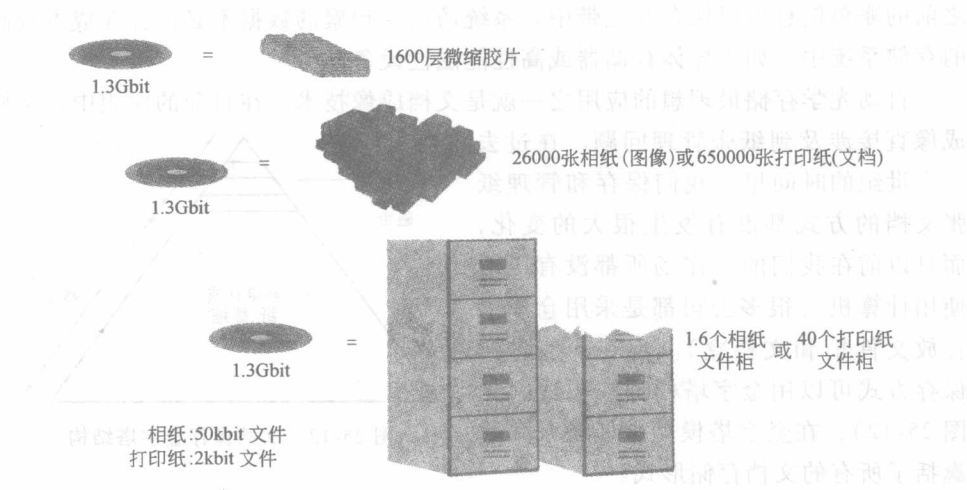 1.3Gbit
=
1600层微缩胶片
1.3Gbit
=
26000张相纸(图像)或650000张打印纸(文档)
1.3Gbit
=
1.6个相纸 或 40个打印纸
文件柜 文件柜
相纸:50kbit 文件
打印纸:2kbit 文件